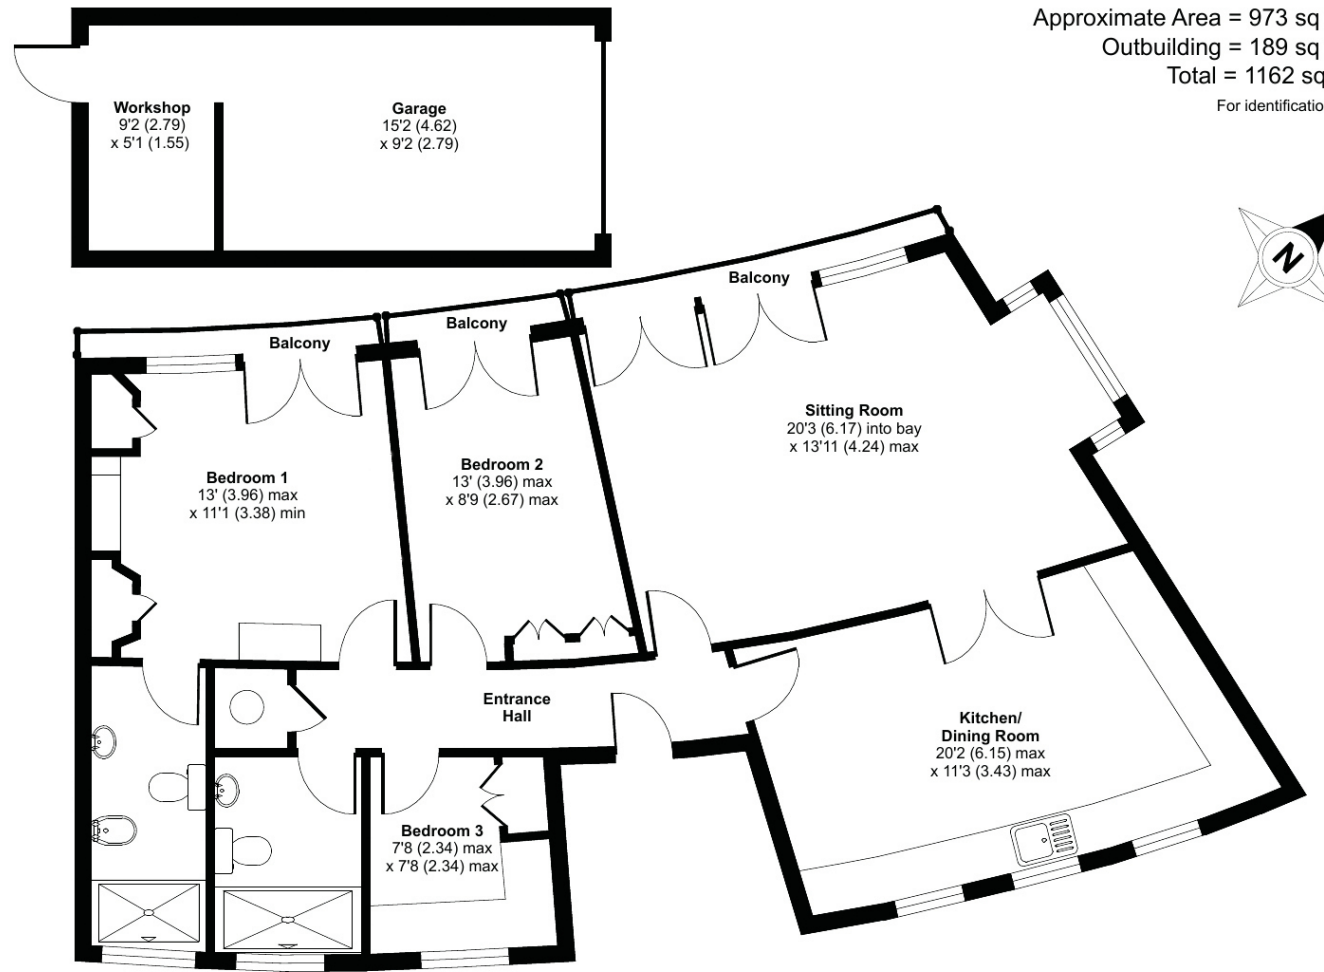 Approximate Area = 973 sq
Outbuilding = 189 sq
Total = 1162 sq
For identificatio
Workshop
9'2 (2.79)
x 5'1 (1.55)
Garage
15'2 (4.62)
x 9'2 (2.79)
N
Balcony
Balcony
Balcony
Sitting Room
20'3 (6.17) into bay
x 13'11 (4.24) max
Bedroom 2
13' (3.96) max
x 8'9 (2.67) max
Bedroom 1
13' (3.96) max
x 11'1 (3.38) min
Entrance
Hall
Kitchen/
Dining Room
20'2 (6.15) max
x 11'3 (3.43) max
Bedroom 3
7'8 (2.34) max
x 7'8 (2.34) max